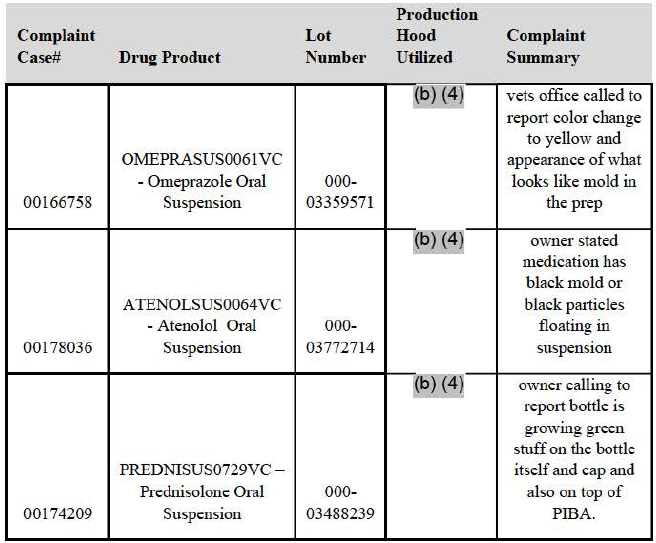 Complaint Case#
Drug Product
Lot Number
Production Hood Utilized
Complaint Summary
00166758
OMEPRASUS0061VC
- Omeprazole Oral
Suspension
000-
03359571
(b) (4)
vets office called to
report color change
to yellow and
appearance of what
looks like mold in
the prep
00178036
ATENOLSUS0064VC
- Atenolol Oral
Suspension
000-
03772714
(b) (4)
owner stated
medication has
black mold or
black particles
floating in
suspension
00174209
PREDNISUS0729VC –
Prednisolone Oral
Suspension
000-
03488239
(b) (4)
owner calling to
report bottle is
growing green
stuff on the bottle
itself and cap and
also on top of
PIBA.